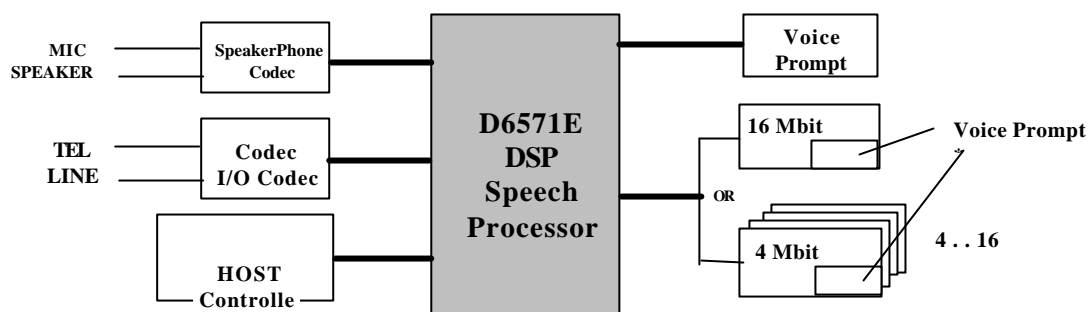 MIC
SPEAKER
SpeakerPhone
Codec
TEL
LINE
Codec
I/O Codec
HOST
Controlle
D6571E
DSP
Speech
Processor
Voice
Prompt
16 Mbit
Voice Prompt
OR
4 Mbit
4 . . 16